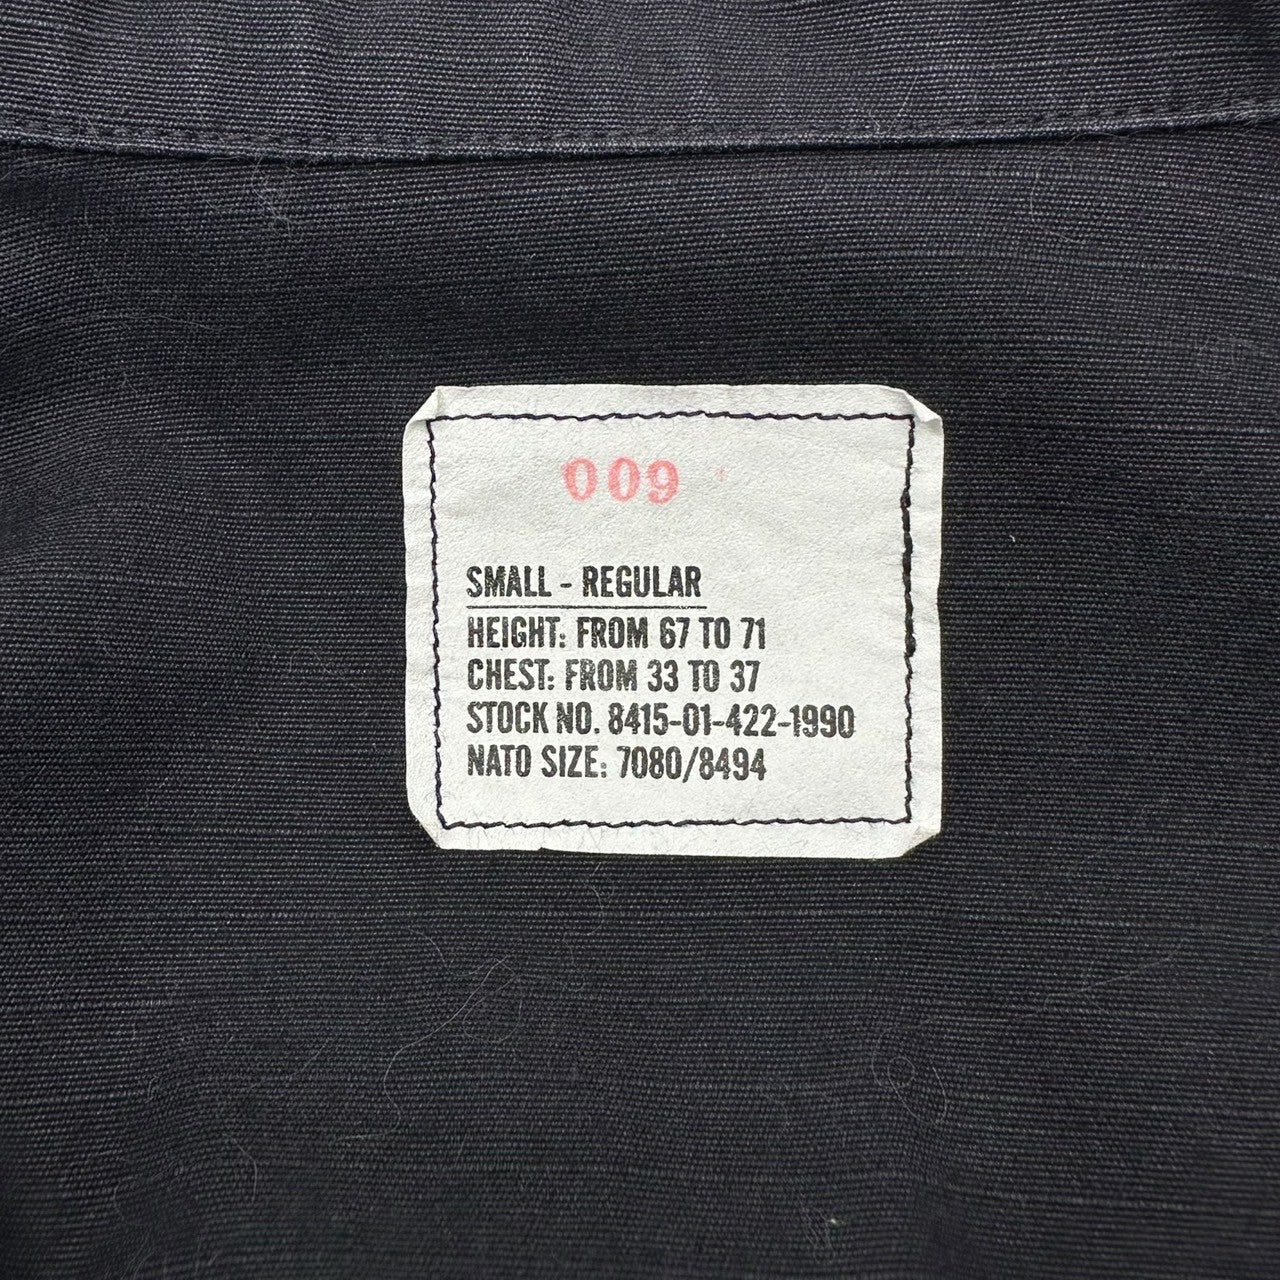 009
SMALL - REGULAR
HEIGHT: FROM 67 TO 71
CHEST: FROM 33 TO 37
STOCK NO. 8415-01-422-1990
NATO SIZE: 7080/8494